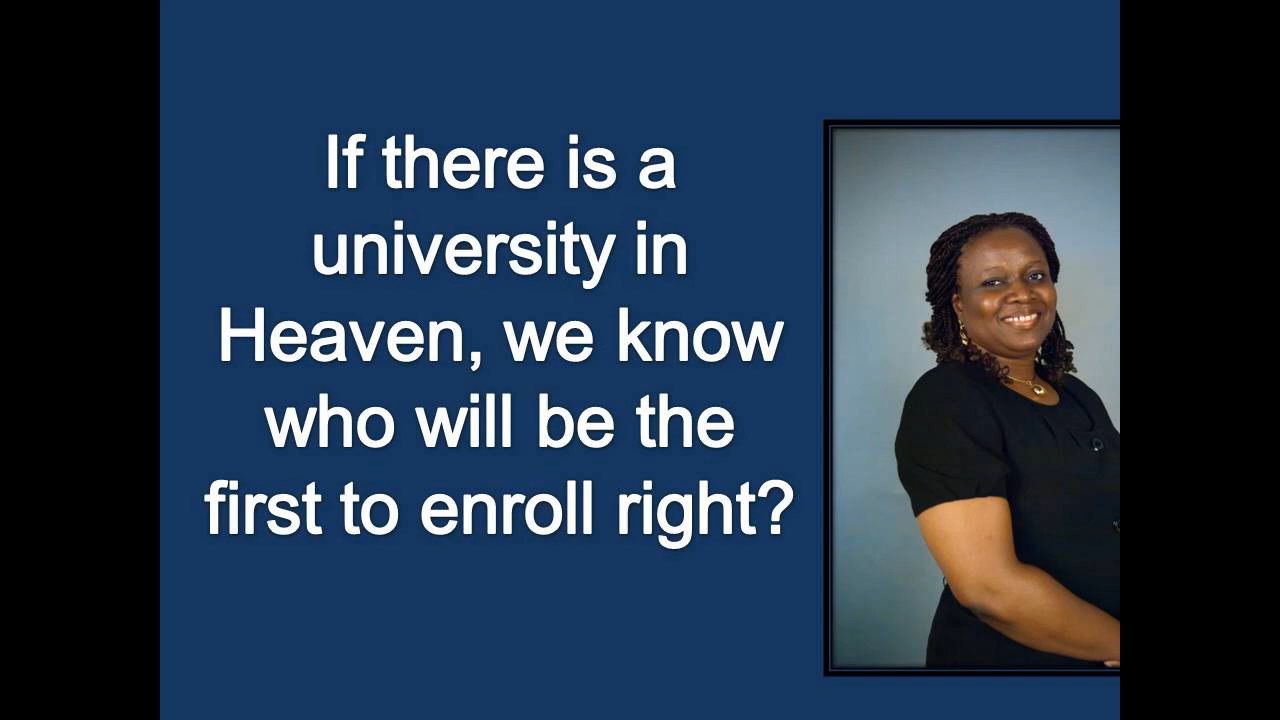 If there is a
university in
Heaven, we know
who will be the
first to enroll right?